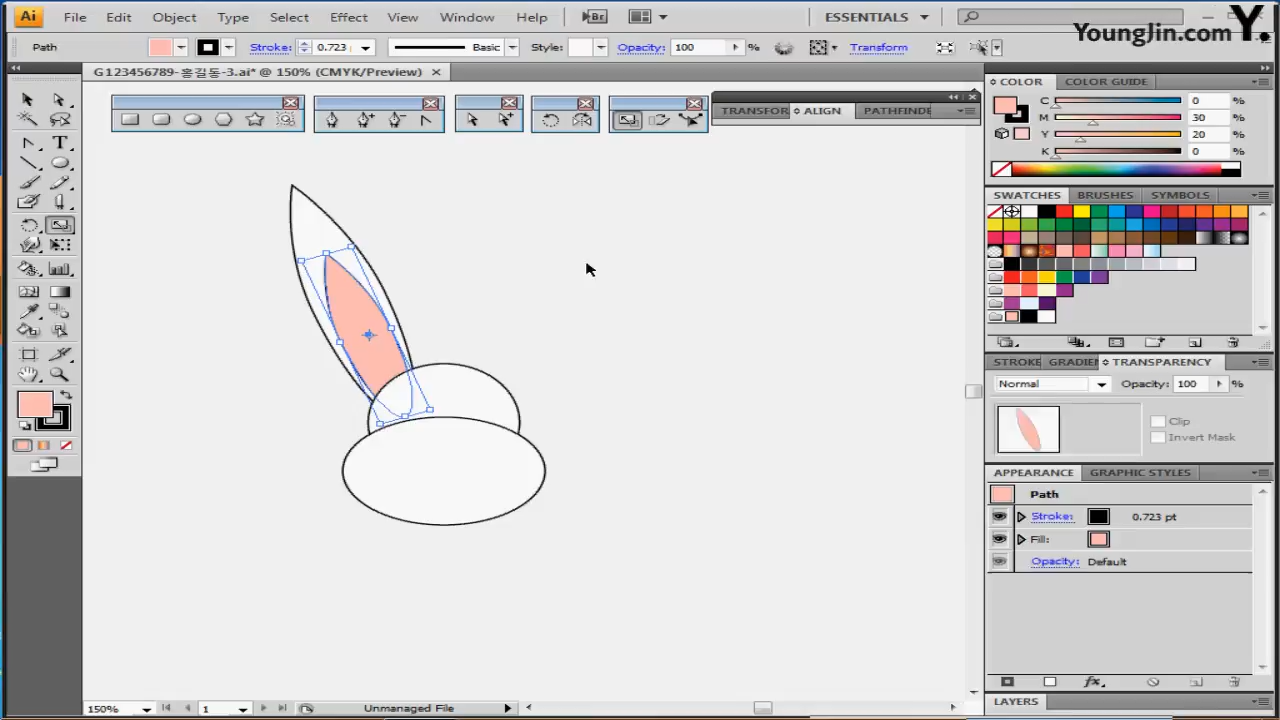 Ai File Edit Object Type Select Effect View Window Help Br ESSENTIALS
YoungJin.com Y.
Path Stroke: 0.723 Basic Style: Opacity: 100 % Transform
G123456789-홍길동-3.ai* @ 150% (CMYK/Preview)
TRANSFOR ALIGN PATHFINDE
COLOR COLOR GUIDE
C 0 %
M 30 %
Y 20 %
K 0 %
SWATCHES BRUSHES SYMBOLS
STROKE GRADIEN TRANSPARENCY
Normal Opacity: 100 %
Clip
Invert Mask
APPEARANCE GRAPHIC STYLES
Path
Stroke: 0.723 pt
Fill:
Opacity: Default
fx
LAYERS
150% 1 Unmanaged File